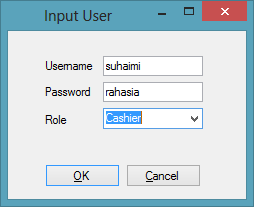 Input User
Username suhaimi
Password rahasia
Role Cashier
OK Cancel